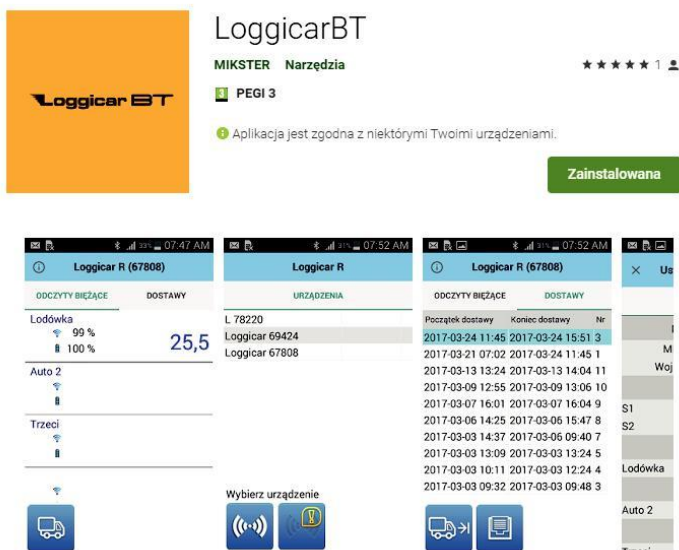 LoggicarBT
MIKSTER Narzędzia
1
Loggicar BT
3 PEGI 3
Aplikacja jest zgodna z niektórymi Twoimi urządzeniami.
Zainstalowana
33% 07:47 AM
Loggicar R (67808)
ODCZYTY BIEŻĄCE DOSTAWY
Lodówka
99 %
100 %
25,5
Auto 2
Trzeci
31% 07:52 AM
Loggicar R
URZĄDZENIA
L 78220
Loggicar 69424
Loggicar 67808
Wybierz urządzenie
31% 07:52 AM
Loggicar R (67808)
ODCZYTY BIEŻĄCE DOSTAWY
Początek dostawy Koniec dostawy Nr
2017-03-24 11:45 2017-03-24 15:51 3
2017-03-21 07:02 2017-03-24 11:45 1
2017-03-13 13:24 2017-03-13 14:04 11
2017-03-09 12:55 2017-03-09 13:06 10
2017-03-07 16:01 2017-03-07 16:04 9
2017-03-06 14:25 2017-03-06 15:47 8
2017-03-03 14:37 2017-03-06 09:40 7
2017-03-03 13:09 2017-03-03 13:24 5
2017-03-03 10:11 2017-03-03 12:24 4
2017-03-03 09:32 2017-03-03 09:48 3
Us
M
Woj
S1
S2
Lodówka
Auto 2